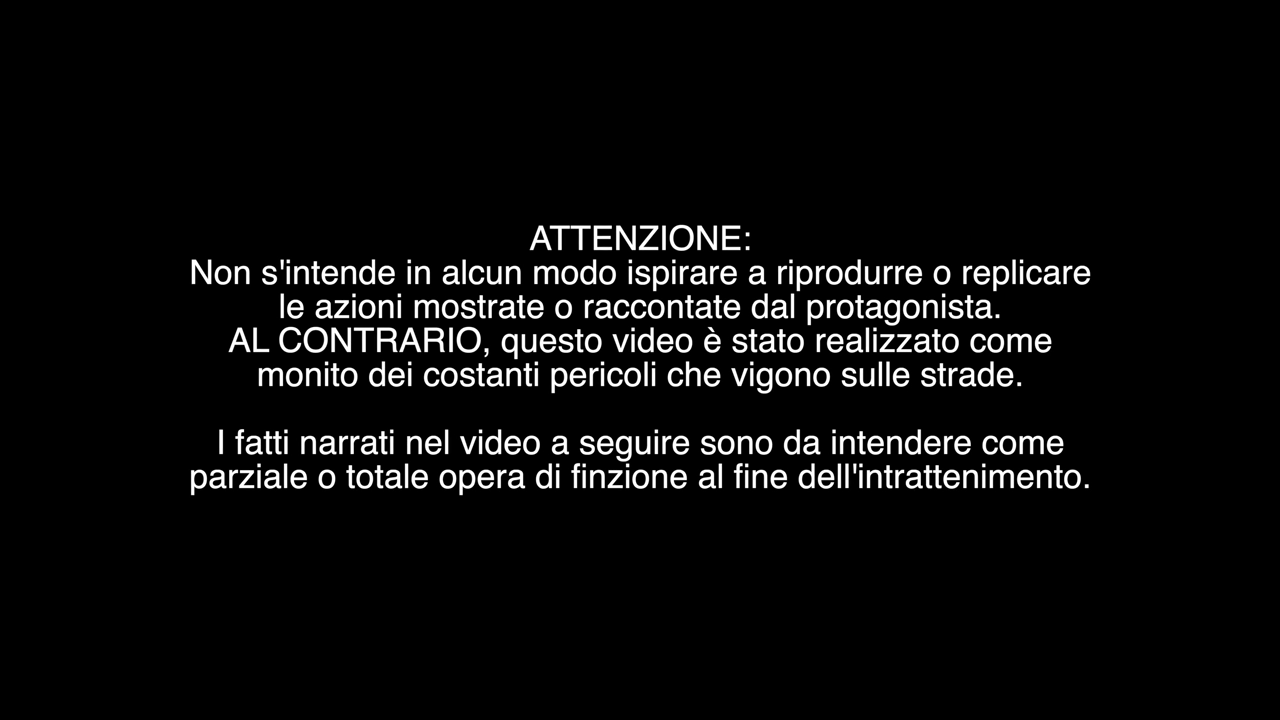 ATTENZIONE:
Non s'intende in alcun modo ispirare a riprodurre o replicare
le azioni mostrate o raccontate dal protagonista.
AL CONTRARIO, questo video è stato realizzato come
monito dei costanti pericoli che vigono sulle strade.
I fatti narrati nel video a seguire sono da intendere come
parziale o totale opera di finzione al fine dell'intrattenimento.